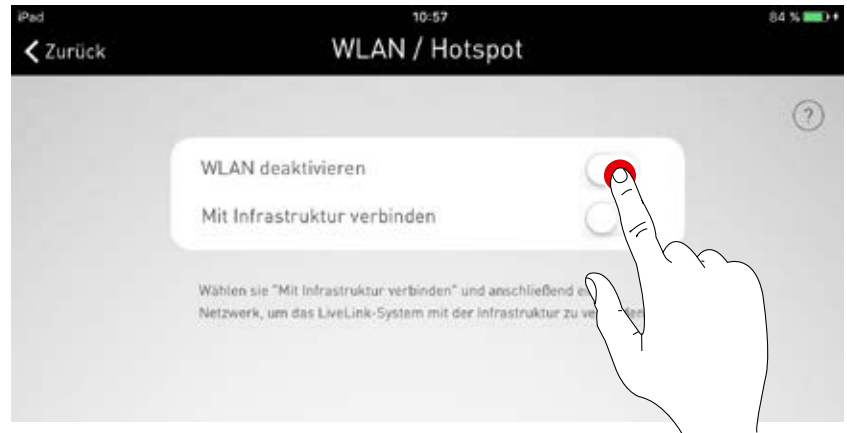 iPad 10:57 84 %
Zurück WLAN / Hotspot
?
WLAN deaktivieren
Mit Infrastruktur verbinden
Wählen sie "Mit Infrastruktur verbinden" und anschließend
Netzwerk, um das LiveLink-System mit der Infrastruktur zu